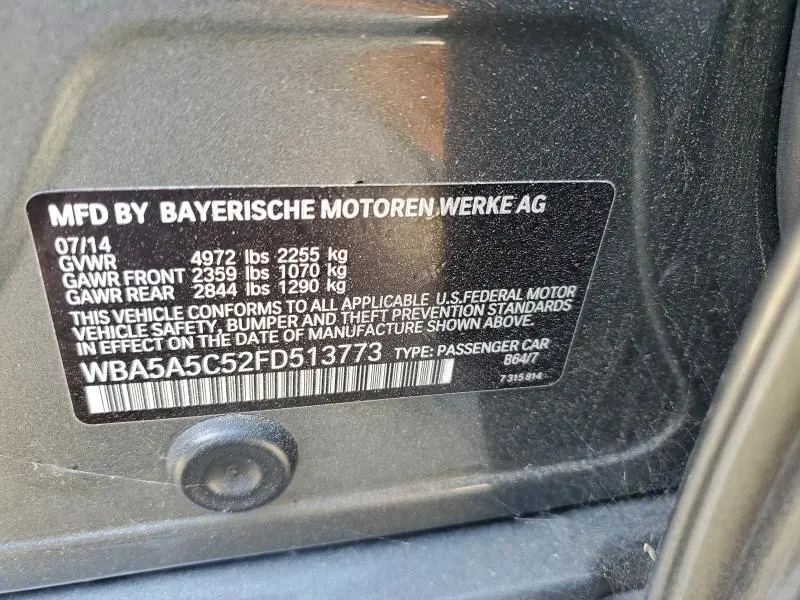 MFD BY BAYERISCHE MOTOREN WERKE AG
07/14
GVWR 4972 lbs 2255 kg
GAWR FRONT 2359 lbs 1070 kg
GAWR REAR 2844 lbs 1290 kg
THIS VEHICLE CONFORMS TO ALL APPLICABLE U.S.FEDERAL MOTOR
VEHICLE SAFETY, BUMPER AND THEFT PREVENTION STANDARDS
IN EFFECT ON THE DATE OF MANUFACTURE SHOWN ABOVE.
WBA5A5C52FD513773 TYPE: PASSENGER CAR
B64/7
7 315 814